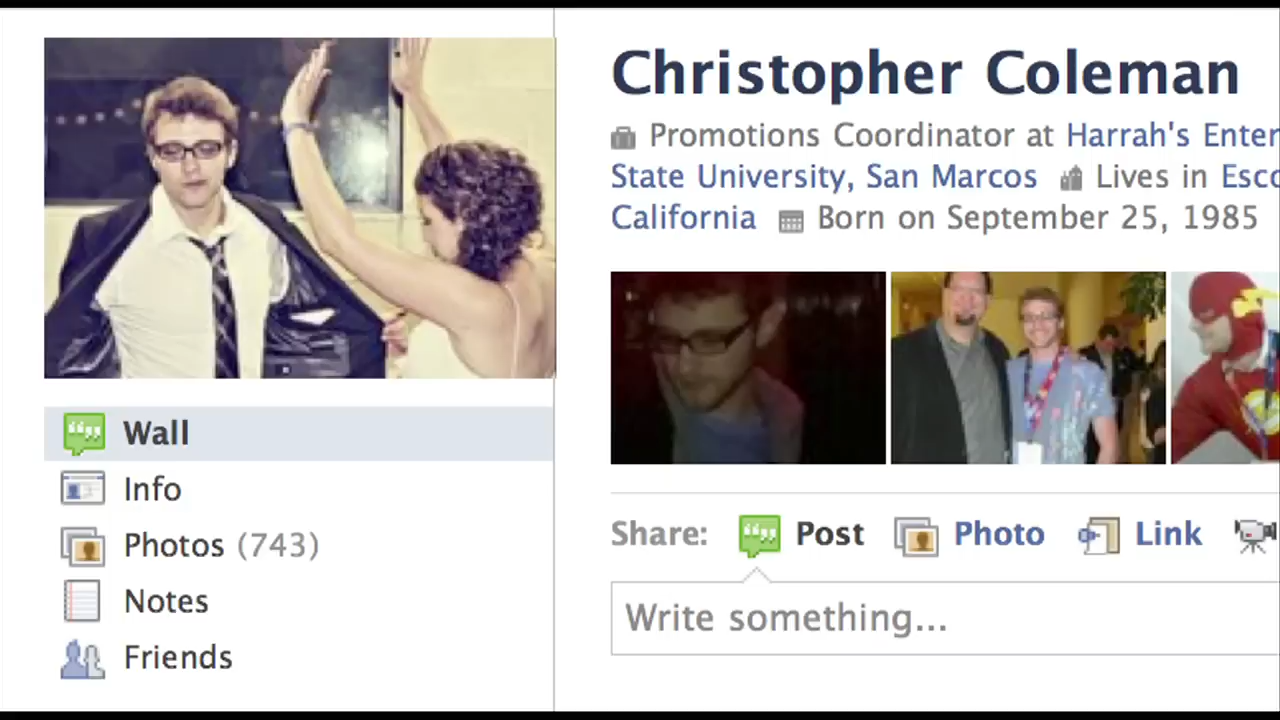 Christopher Coleman
Promotions Coordinator at Harrah's Enter
State University, San Marcos Lives in Esco
California Born on September 25, 1985
Wall
Info
Photos (743)
Notes
Friends
Share: Post Photo Link
Write something...